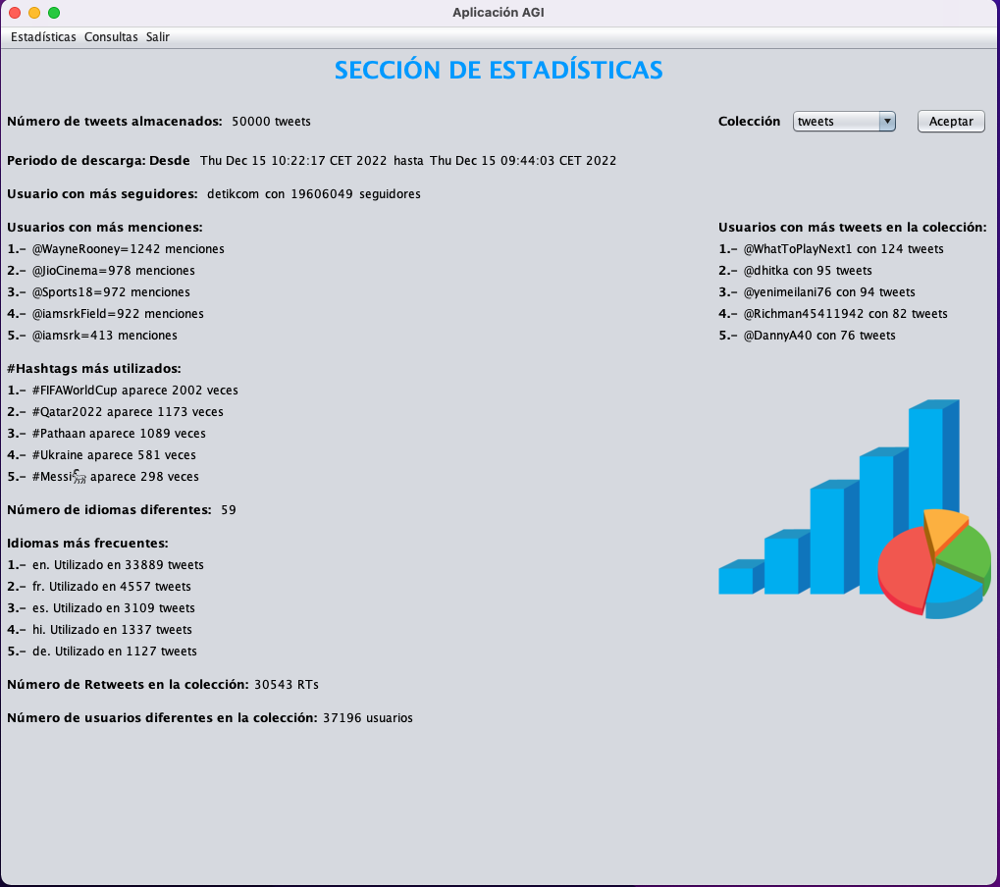 Aplicación AGI
Estadísticas Consultas Salir
SECCIÓN DE ESTADÍSTICAS
Número de tweets almacenados: 50000 tweets
Colección tweets Aceptar
Periodo de descarga: Desde Thu Dec 15 10:22:17 CET 2022 hasta Thu Dec 15 09:44:03 CET 2022
Usuario con más seguidores: detikcom con 19606049 seguidores
Usuarios con más menciones:
1.- @WayneRooney=1242 menciones
2.- @JioCinema=978 menciones
3.- @Sports18=972 menciones
4.- @iamsrkField=922 menciones
5.- @iamsrk=413 menciones
Usuarios con más tweets en la colección:
1.- @WhatToPlayNext1 con 124 tweets
2.- @dhitka con 95 tweets
3.- @yenimeilani76 con 94 tweets
4.- @Richman45411942 con 82 tweets
5.- @DannyA40 con 76 tweets
#Hashtags más utilizados:
1.- #FIFAWorldCup aparece 2002 veces
2.- #Qatar2022 aparece 1173 veces
3.- #Pathaan aparece 1089 veces
4.- #Ukraine aparece 581 veces
5.- #Messi🐐 aparece 298 veces
Número de idiomas diferentes: 59
Idiomas más frecuentes:
1.- en. Utilizado en 33889 tweets
2.- fr. Utilizado en 4557 tweets
3.- es. Utilizado en 3109 tweets
4.- hi. Utilizado en 1337 tweets
5.- de. Utilizado en 1127 tweets
Número de Retweets en la colección: 30543 RTs
Número de usuarios diferentes en la colección: 37196 usuarios